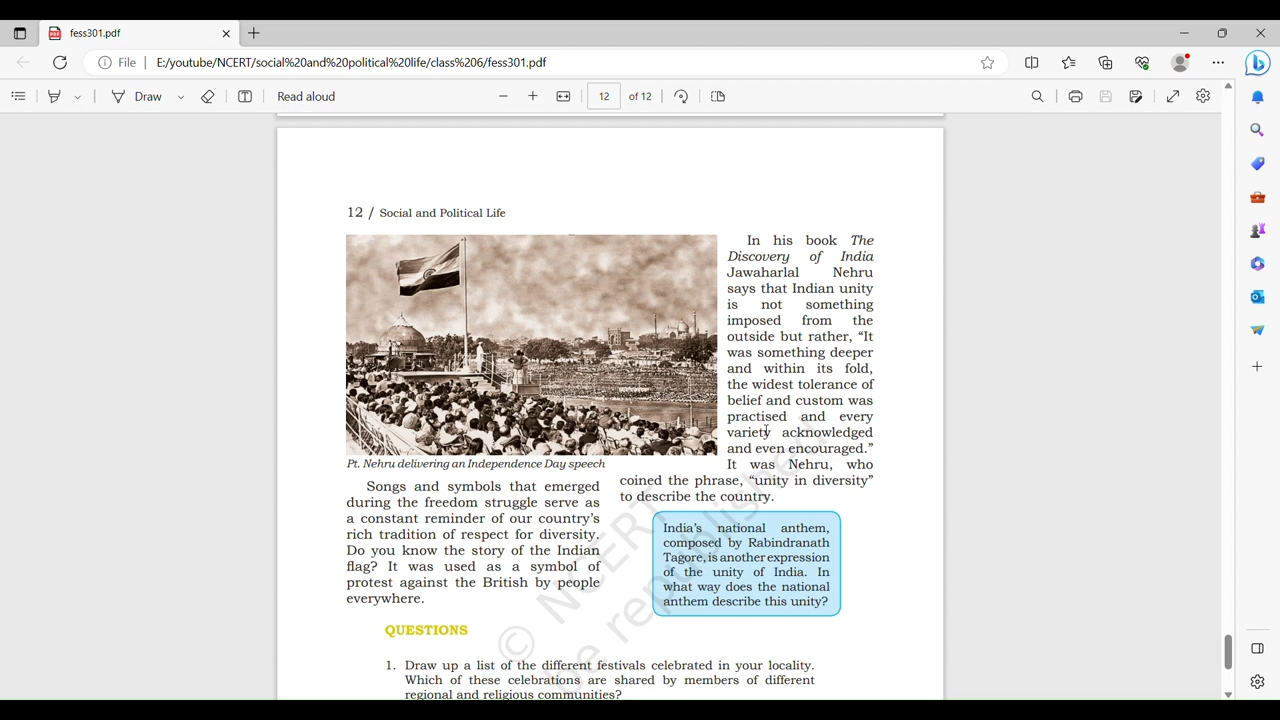 fess301.pdf
File
E:/youtube/NCERT/social%20and%20political%20life/class%206/fess301.pdf
Draw
Read aloud
12
of 12
12 / Social and Political Life
In his book The
Discovery of India
Jawaharlal Nehru
says that Indian unity
is not something
imposed from the
outside but rather, “It
was something deeper
and within its fold,
the widest tolerance of
belief and custom was
practised and every
variety acknowledged
and even encouraged.”
It was Nehru, who
coined the phrase, “unity in diversity”
to describe the country.
Pt. Nehru delivering an Independence Day speech
Songs and symbols that emerged
during the freedom struggle serve as
a constant reminder of our country’s
rich tradition of respect for diversity.
Do you know the story of the Indian
flag? It was used as a symbol of
protest against the British by people
everywhere.
India’s national anthem,
composed by Rabindranath
Tagore, is another expression
of the unity of India. In
what way does the national
anthem describe this unity?
© NCERT
be republished
QUESTIONS
1. Draw up a list of the different festivals celebrated in your locality.
Which of these celebrations are shared by members of different
regional and religious communities?